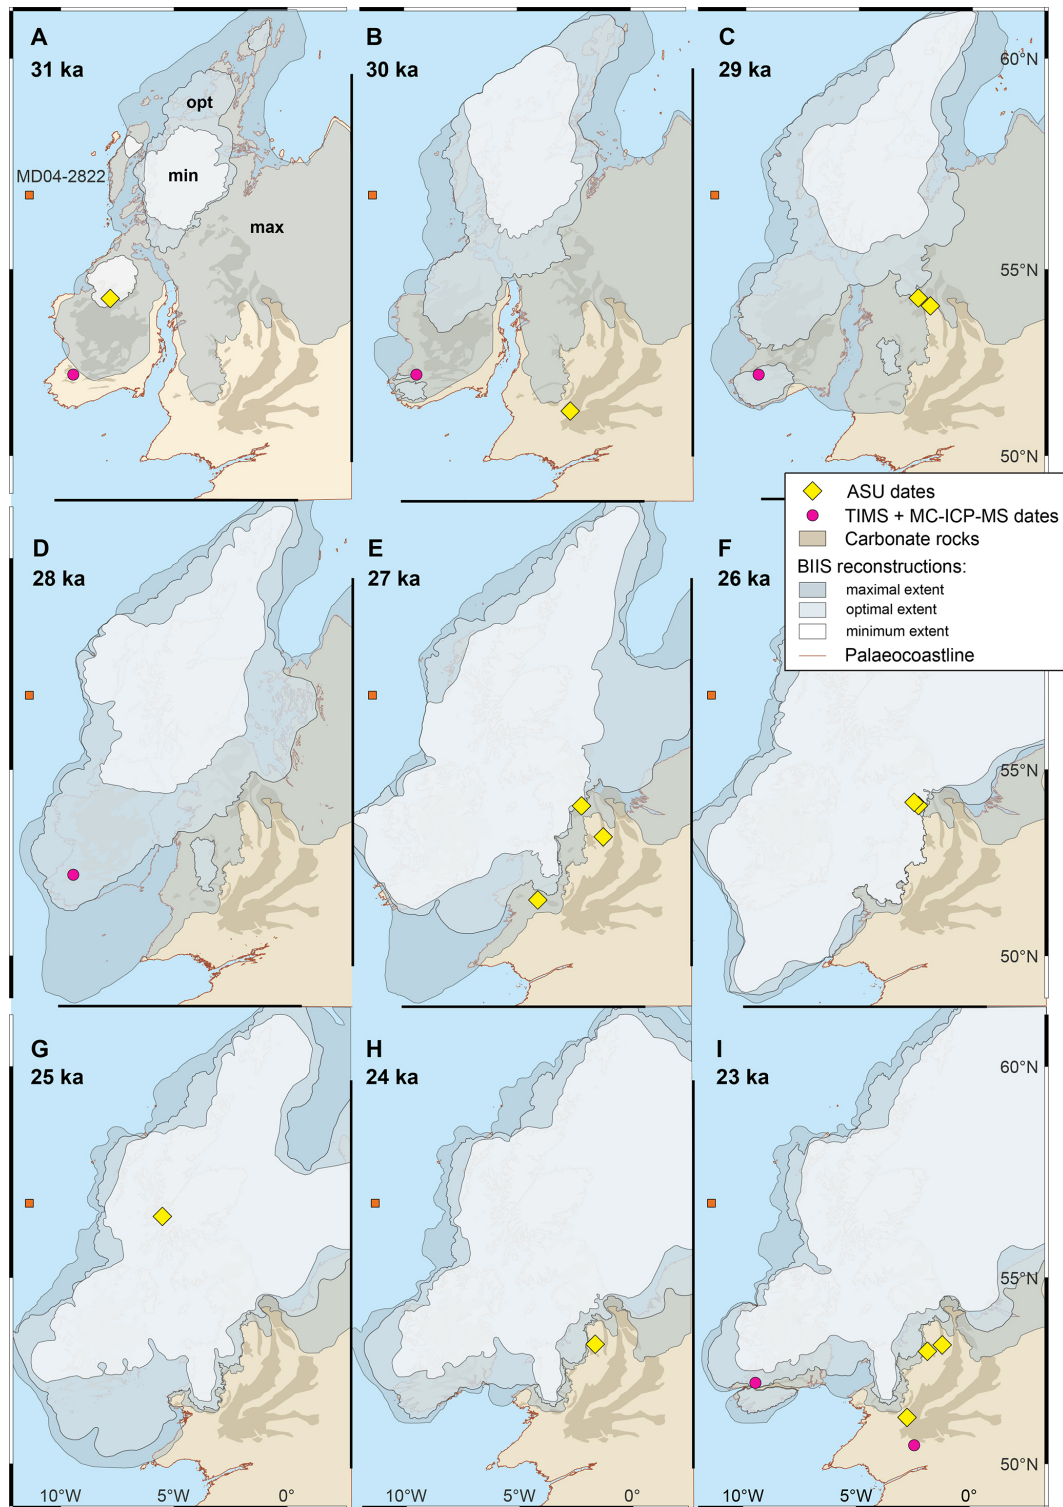 A
31 ka
opt
MD04-2822
min
max
B
30 ka
C
29 ka
60°N
55°N
50°N
ASU dates
TIMS + MC-ICP-MS dates
Carbonate rocks
BIIS reconstructions:
maximal extent
optimal extent
minimum extent
Palaeocoastline
D
28 ka
E
27 ka
F
26 ka
55°N
50°N
G
25 ka
H
24 ka
I
23 ka
60°N
55°N
50°N
10°W 5°W 0° 10°W 5°W 0° 10°W 5°W 0°